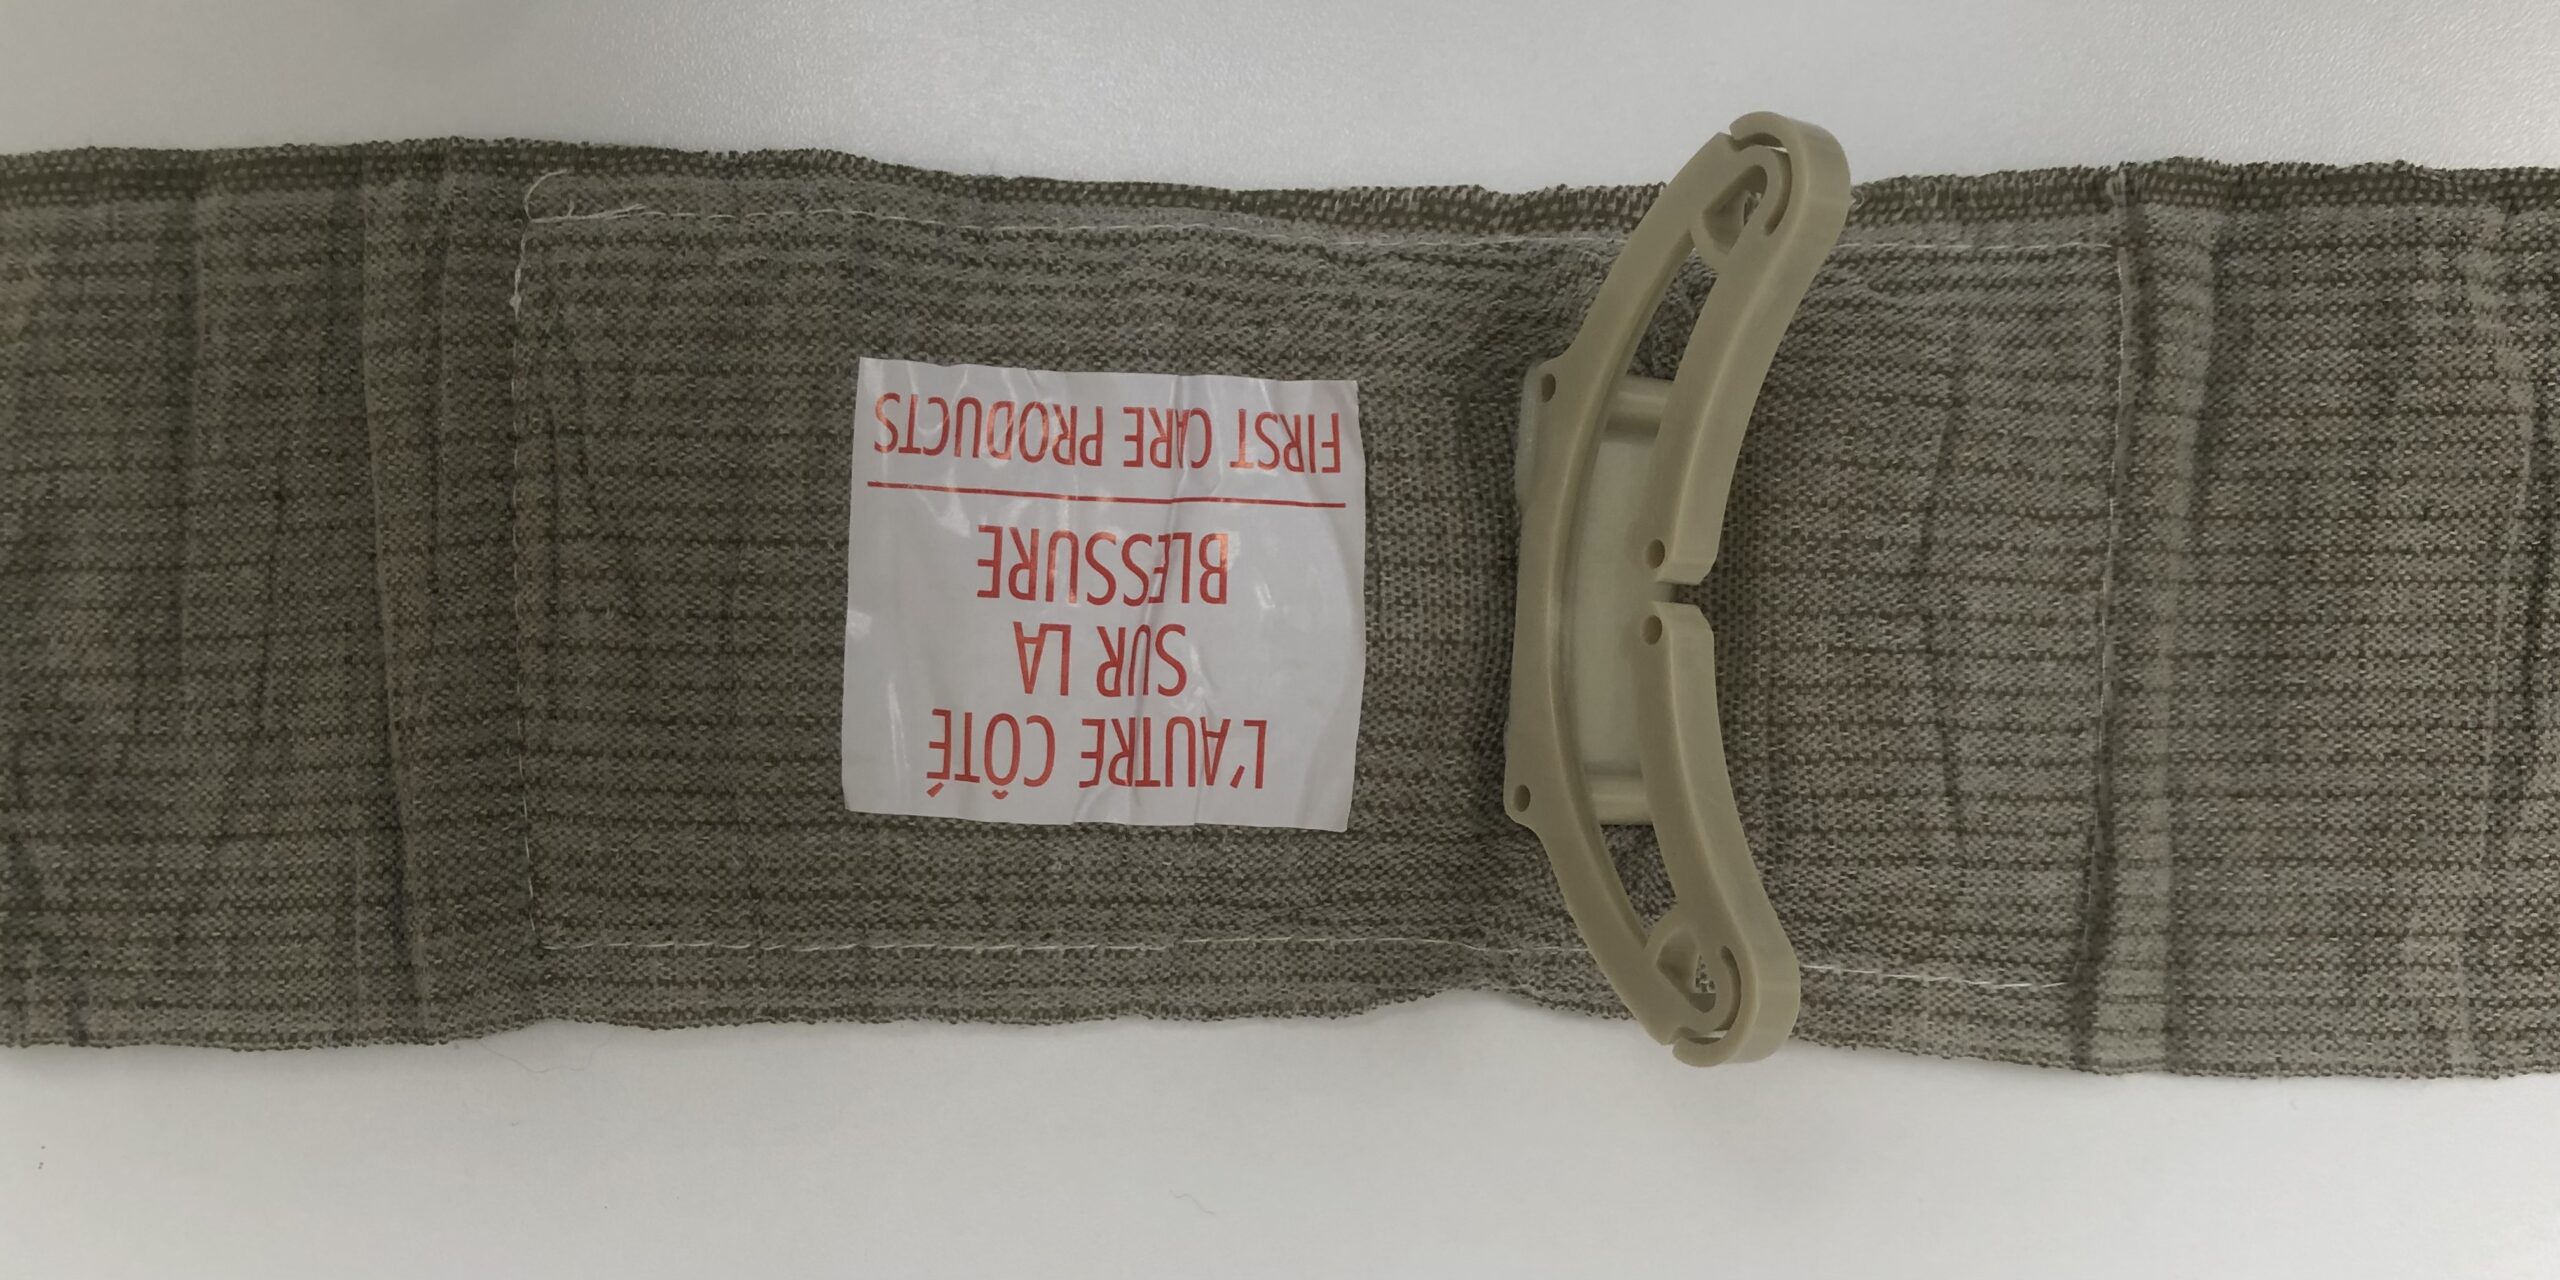 L'AUTRE CÔTÉ
SUR LA
BLESSURE
FIRST CARE PRODUCTS